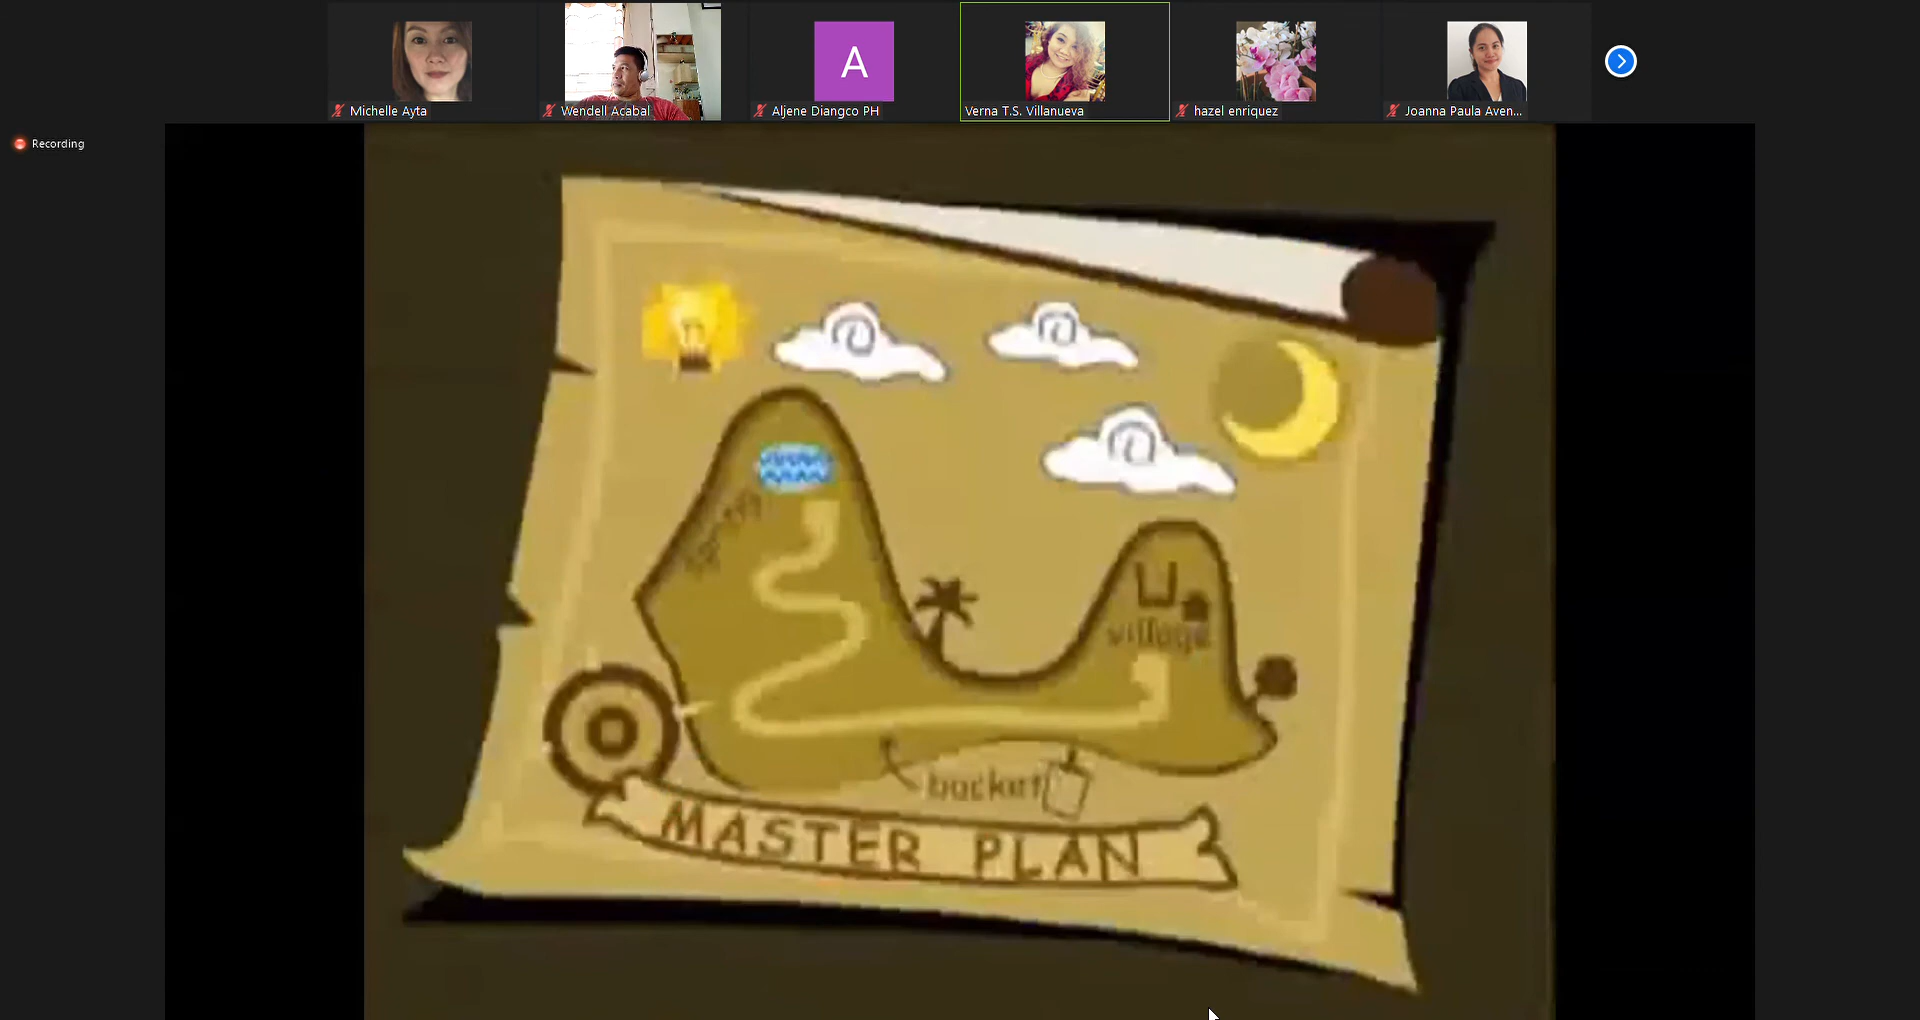 A
Michelle Ayta
Wendell Acabal
Aljene Diangco PH
Verna T.S. Villanueva
hazel enriquez
Joanna Paula Aven...
Recording
village
bucket
MASTER PLAN